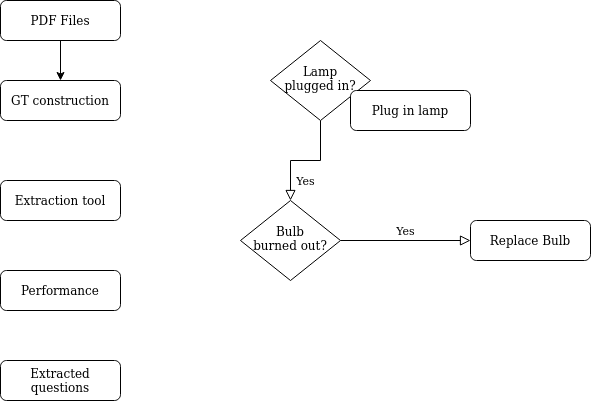 PDF Files
GT construction
Extraction tool
Performance
Extracted
questions
Lamp
plugged in?
Plug in lamp
Yes
Bulb
burned out?
Yes
Replace Bulb